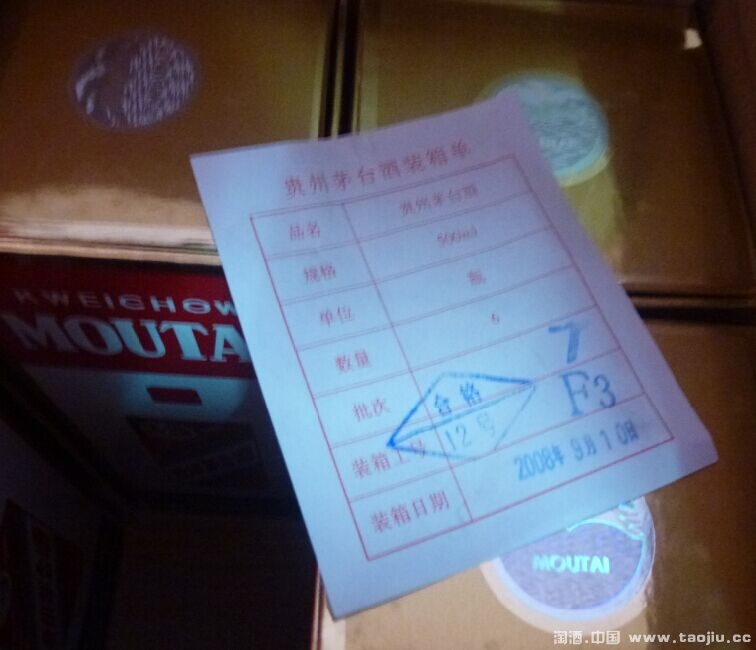 贵州茅台酒装箱单
品名 贵州茅台酒
规格 500ml
单位 瓶
数量 6
批次 7
装箱工号 F3
合格
12号
装箱日期 2008年9月10日
KWEICHOW
MOUTA
MOUTAI
淘酒.中国 www.taojiu.cc